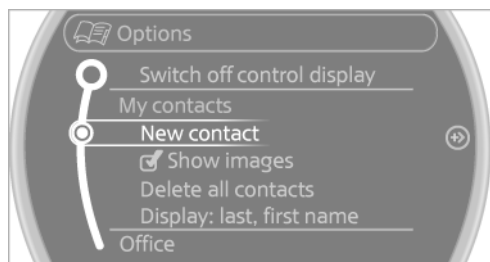 Options
Switch off control display
My contacts
New contact
Show images
Delete all contacts
Display: last, first name
Office